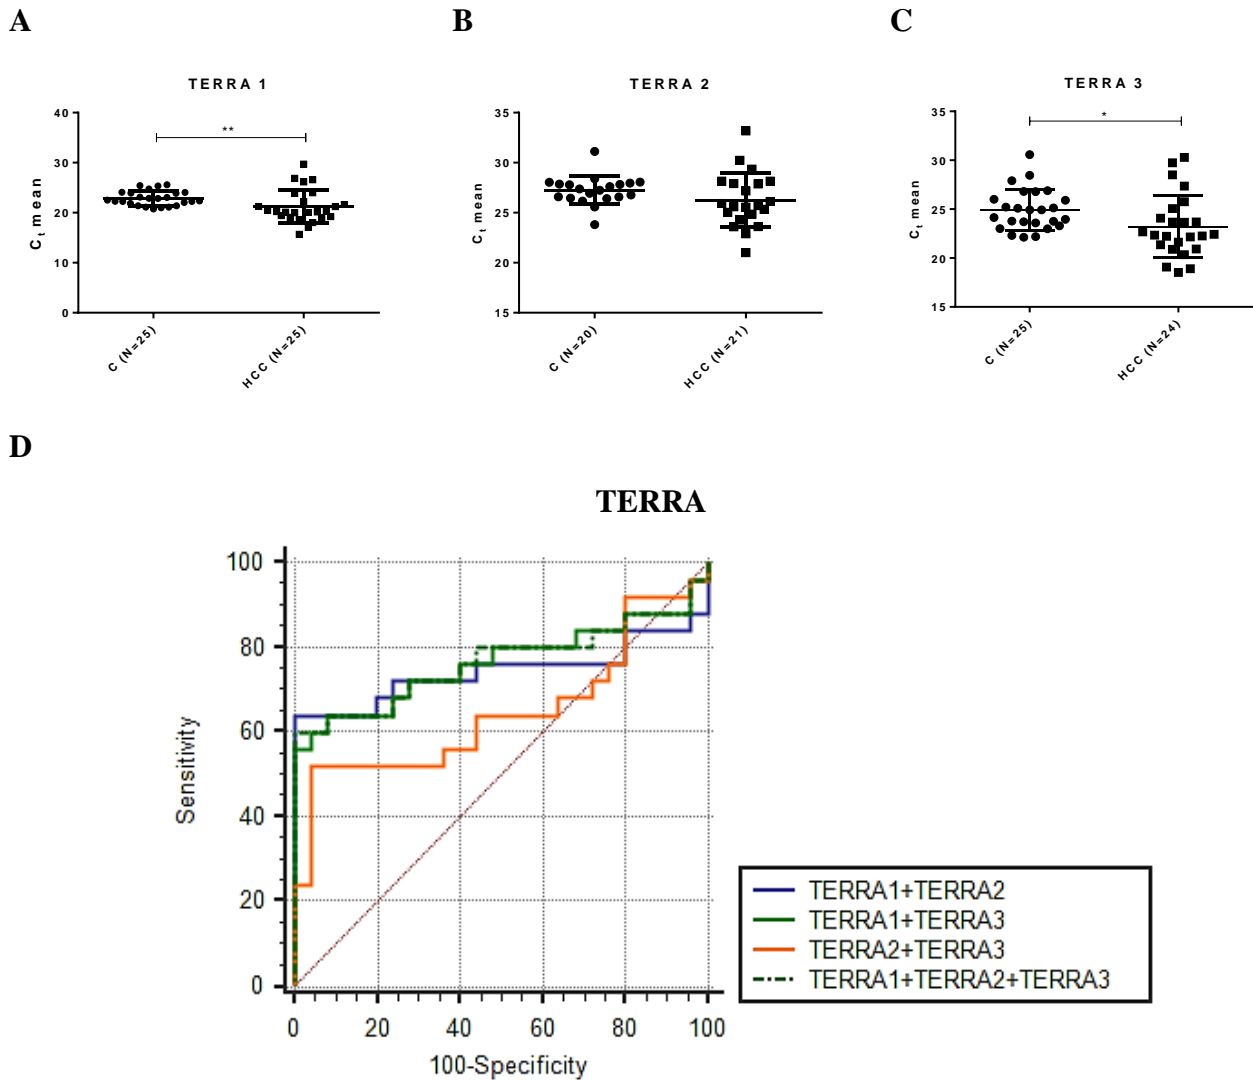 A
B
C
TERRA 1
40
30
20
10
0
Ct mean
**
C (N=25)
HCC (N=25)
TERRA 2
35
30
25
20
15
Ct mean
C (N=20)
HCC (N=21)
TERRA 3
35
30
25
20
15
Ct mean
*
C (N=25)
HCC (N=24)
D
TERRA
100
80
60
40
20
0
Sensitivity
0 20 40 60 80 100
100-Specificity
TERRA1+TERRA2
TERRA1+TERRA3
TERRA2+TERRA3
TERRA1+TERRA2+TERRA3